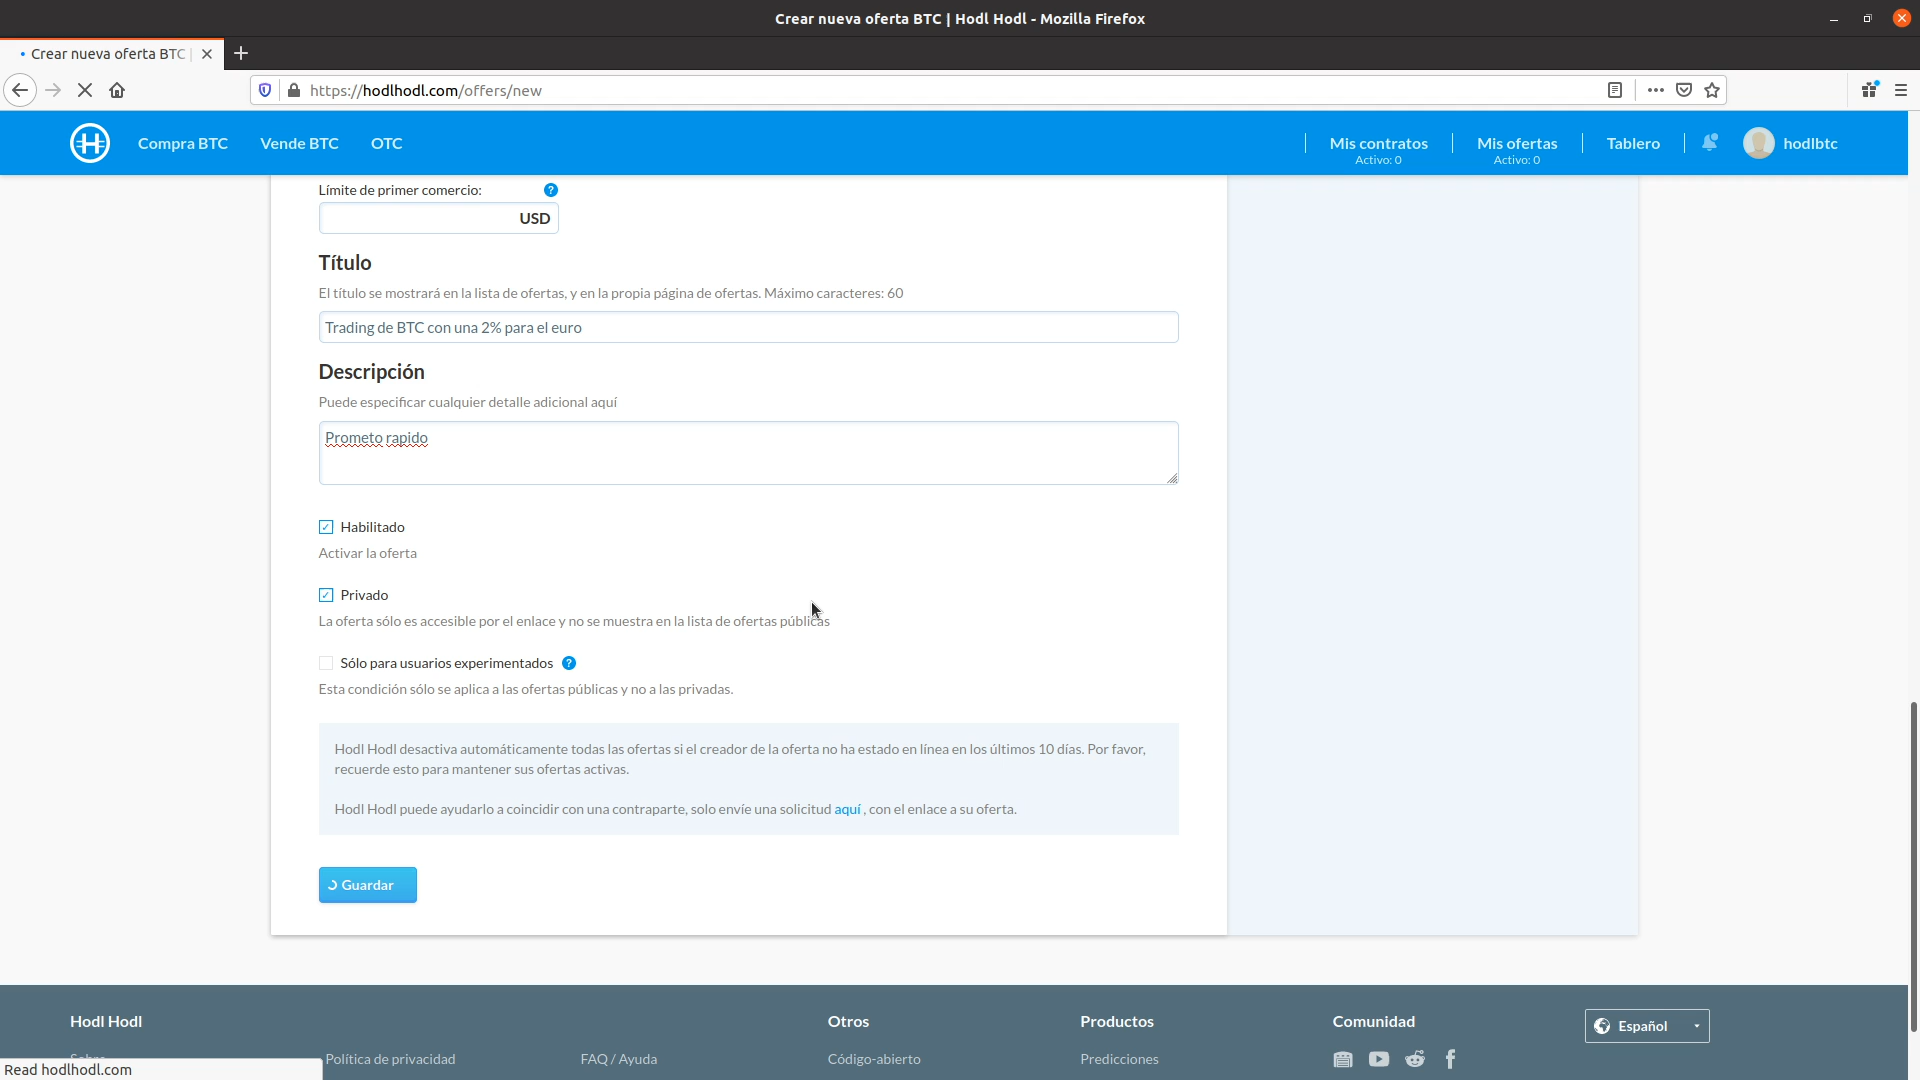 Crear nueva oferta BTC | Hodl Hodl - Mozilla Firefox
Crear nueva oferta BTC |
https://hodlhodl.com/offers/new
Compra BTC
Vende BTC
OTC
Mis contratos
Activo: 0
Mis ofertas
Activo: 0
Tablero
hodlbtc
Límite de primer comercio:
USD
Título
El título se mostrará en la lista de ofertas, y en la propia página de ofertas. Máximo caracteres: 60
Trading de BTC con una 2% para el euro
Descripción
Puede especificar cualquier detalle adicional aquí
Prometo rapido
Habilitado
Activar la oferta
Privado
La oferta sólo es accesible por el enlace y no se muestra en la lista de ofertas públicas
Sólo para usuarios experimentados ?
Esta condición sólo se aplica a las ofertas públicas y no a las privadas.
Hodl Hodl desactiva automáticamente todas las ofertas si el creador de la oferta no ha estado en línea en los últimos 10 días. Por favor,
recuerde esto para mantener sus ofertas activas.
Hodl Hodl puede ayudarlo a coincidir con una contraparte, solo envíe una solicitud aquí , con el enlace a su oferta.
Guardar
Hodl Hodl
Otros
Productos
Comunidad
Español
Política de privacidad
FAQ / Ayuda
Código-abierto
Predicciones
Read hodlhodl.com